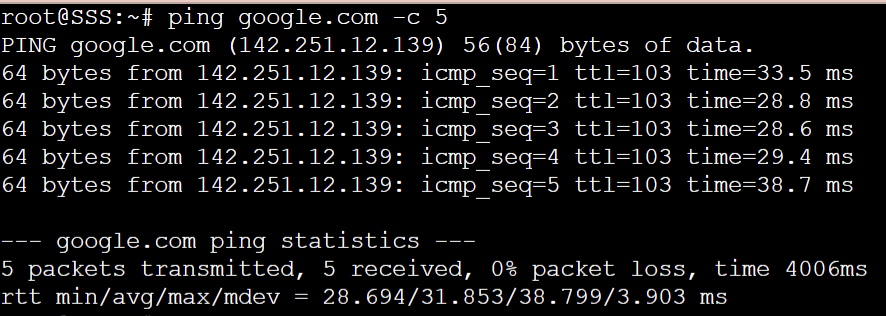 root@SSS:~# ping google.com -c 5
PING google.com (142.251.12.139) 56(84) bytes of data.
64 bytes from 142.251.12.139: icmp_seq=1 ttl=103 time=33.5 ms
64 bytes from 142.251.12.139: icmp_seq=2 ttl=103 time=28.8 ms
64 bytes from 142.251.12.139: icmp_seq=3 ttl=103 time=28.6 ms
64 bytes from 142.251.12.139: icmp_seq=4 ttl=103 time=29.4 ms
64 bytes from 142.251.12.139: icmp_seq=5 ttl=103 time=38.7 ms

--- google.com ping statistics ---
5 packets transmitted, 5 received, 0% packet loss, time 4006ms
rtt min/avg/max/mdev = 28.694/31.853/38.799/3.903 ms